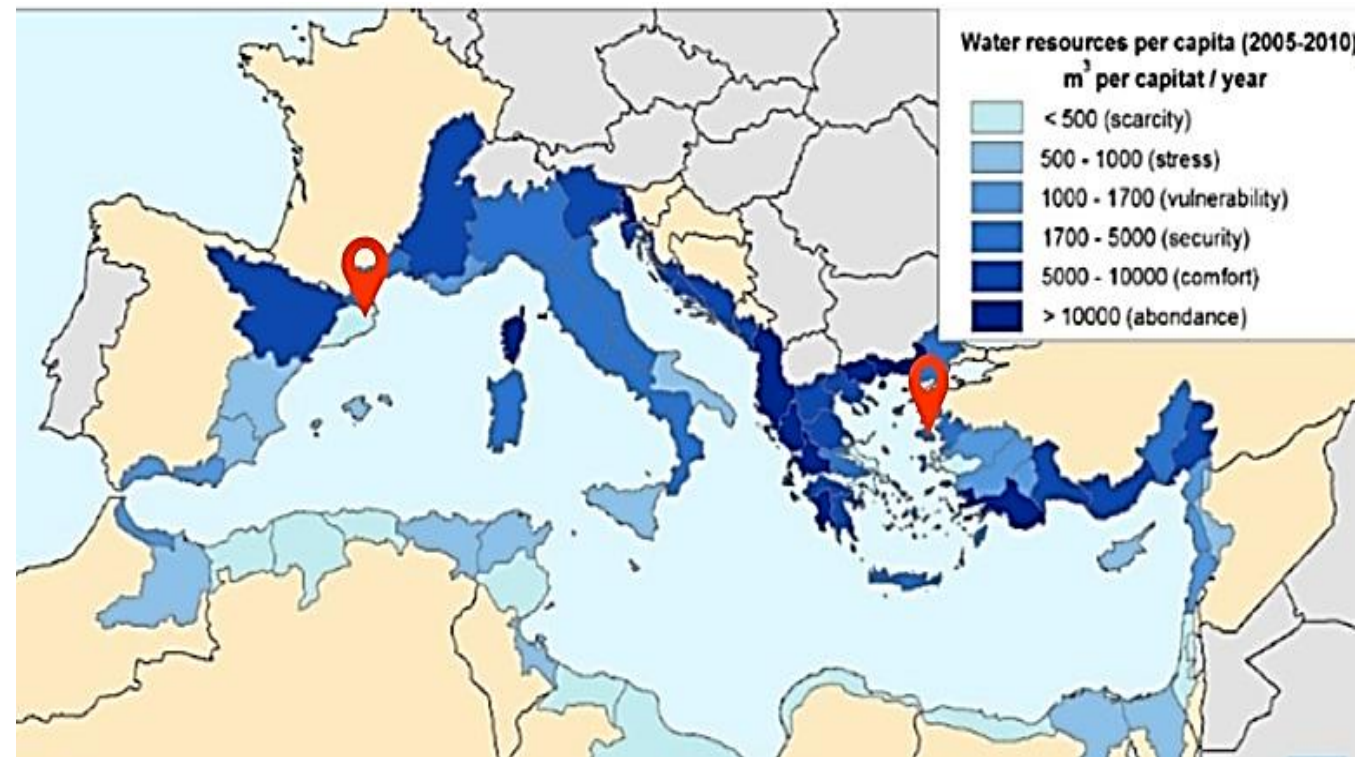 Water resources per capita (2005-2010)
m³ per capitat / year
< 500 (scarcity)
500 - 1000 (stress)
1000 - 1700 (vulnerability)
1700 - 5000 (security)
5000 - 10000 (comfort)
> 10000 (abondance)